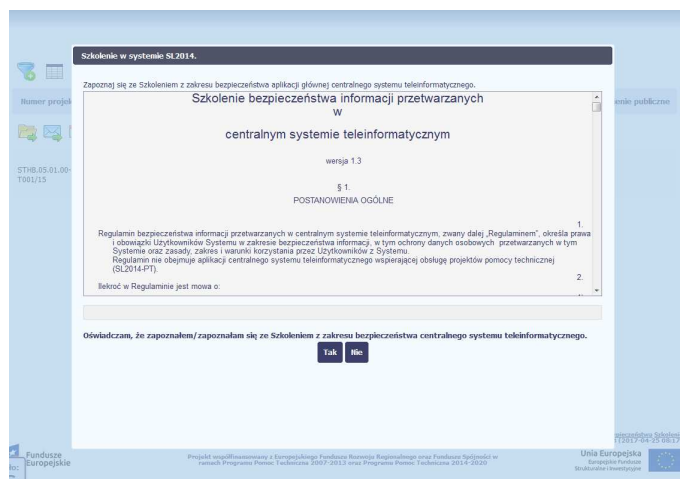 Szkolenie w systemie SL2014.
Zapoznaj się ze Szkoleniem z zakresu bezpieczeństwa aplikacji głównej centralnego systemu teleinformatycznego.
Szkolenie bezpieczeństwa informacji przetwarzanych
w
centralnym systemie teleinformatycznym
wersja 1.3
§ 1.
POSTANOWIENIA OGÓLNE
1.
Regulamin bezpieczeństwa informacji przetwarzanych w centralnym systemie teleinformatycznym, zwany dalej „Regulaminem”, określa prawa
i obowiązki Użytkowników Systemu w zakresie bezpieczeństwa informacji, w tym ochrony danych osobowych przetwarzanych w tym
Systemie oraz zasady, zakres i warunki korzystania przez Użytkowników z Systemu.
Regulamin nie obejmuje aplikacji centralnego systemu teleinformatycznego wspierającej obsługę projektów pomocy technicznej
(SL2014-PT).
2.
Ilekroć w Regulaminie jest mowa o:
Oświadczam, że zapoznałem/zapoznałam się ze Szkoleniem z zakresu bezpieczeństwa centralnego systemu teleinformatycznego.
Tak Nie
Numer projek
enie publiczne
STHB.05.01.00-
T001/15
Fundusze
Europejskie
Projekt współfinansowany z Europejskiego Funduszu Rozwoju Regionalnego oraz Funduszu Spójności w
ramach Programu Pomoc Techniczna 2007-2013 oraz Programu Pomoc Techniczna 2014-2020
Unia Europejska
Europejskie Fundusze
Strukturalne i Inwestycyjne